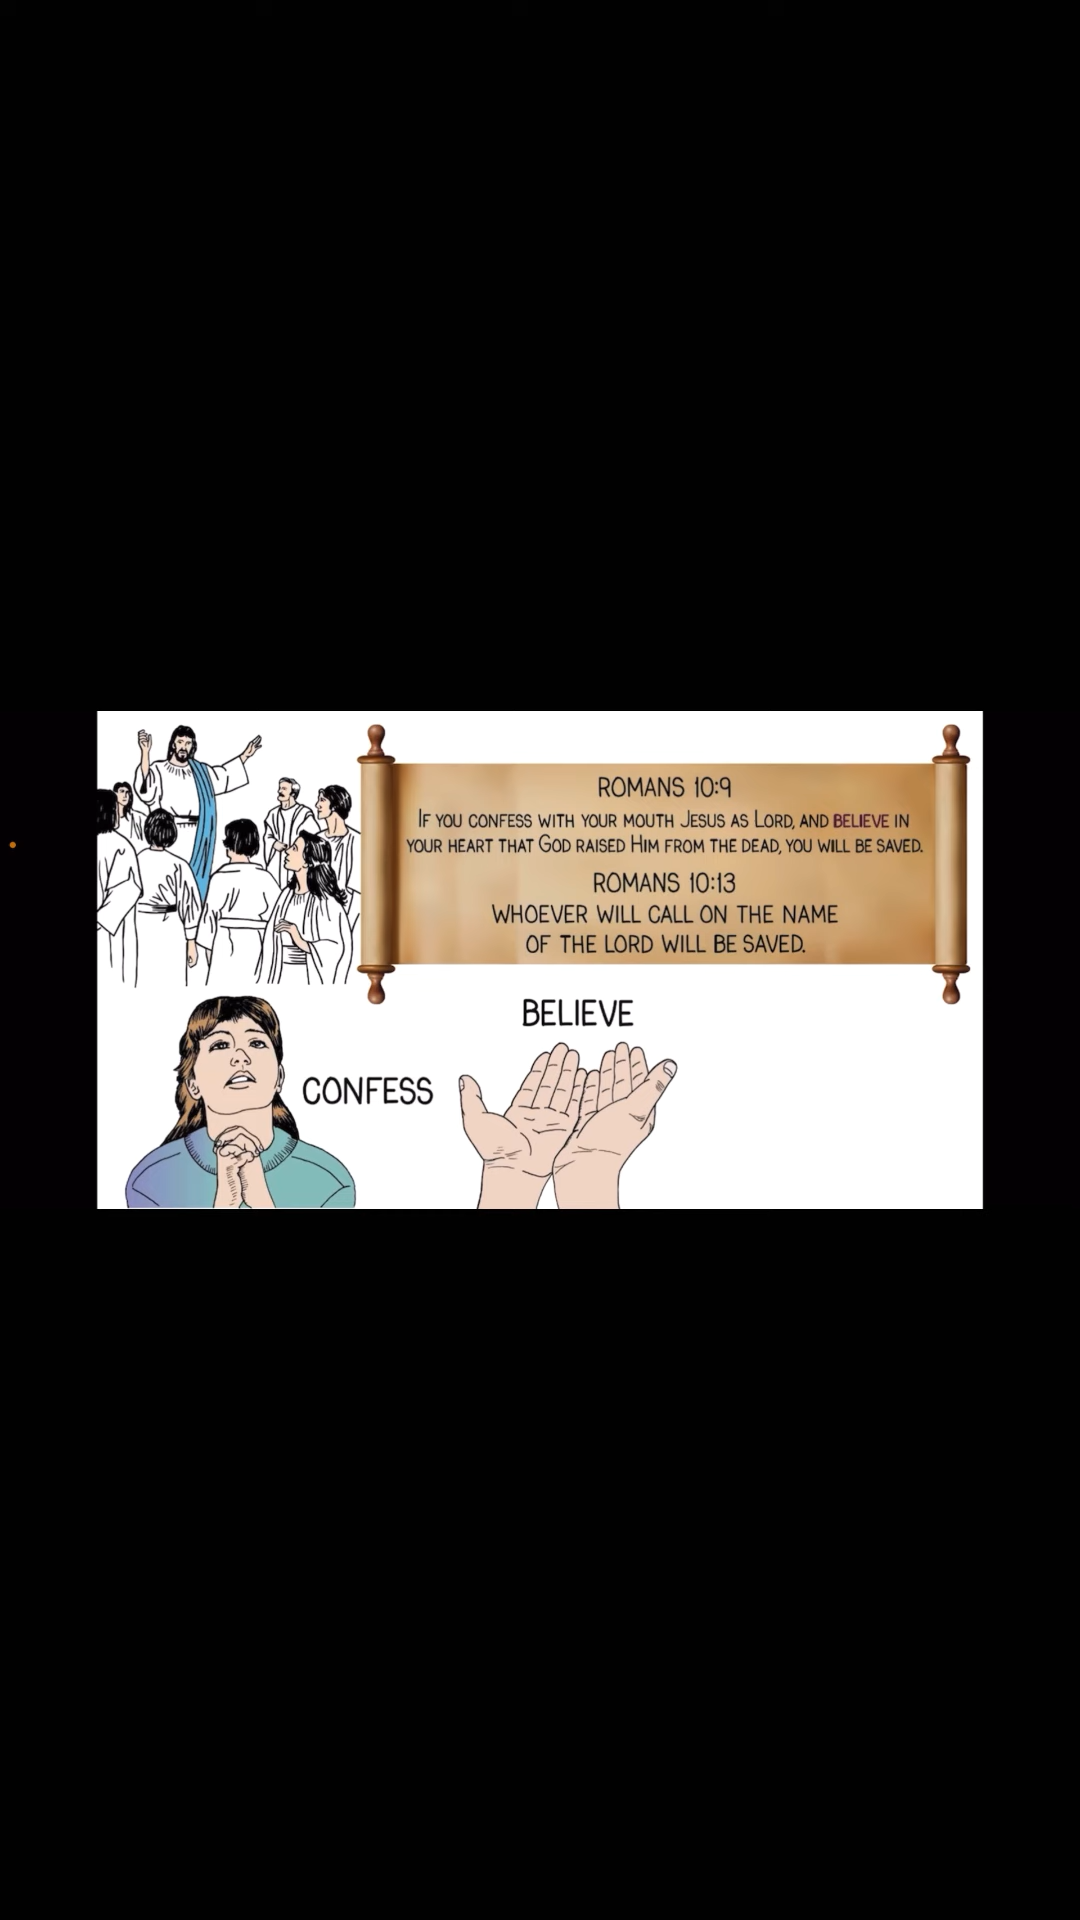 ROMANS 10:9
IF YOU CONFESS WITH YOUR MOUTH JESUS AS LORD, AND BELIEVE IN
YOUR HEART THAT GOD RAISED HIM FROM THE DEAD, YOU WILL BE SAVED.
ROMANS 10:13
WHOEVER WILL CALL ON THE NAME
OF THE LORD WILL BE SAVED.
BELIEVE
CONFESS